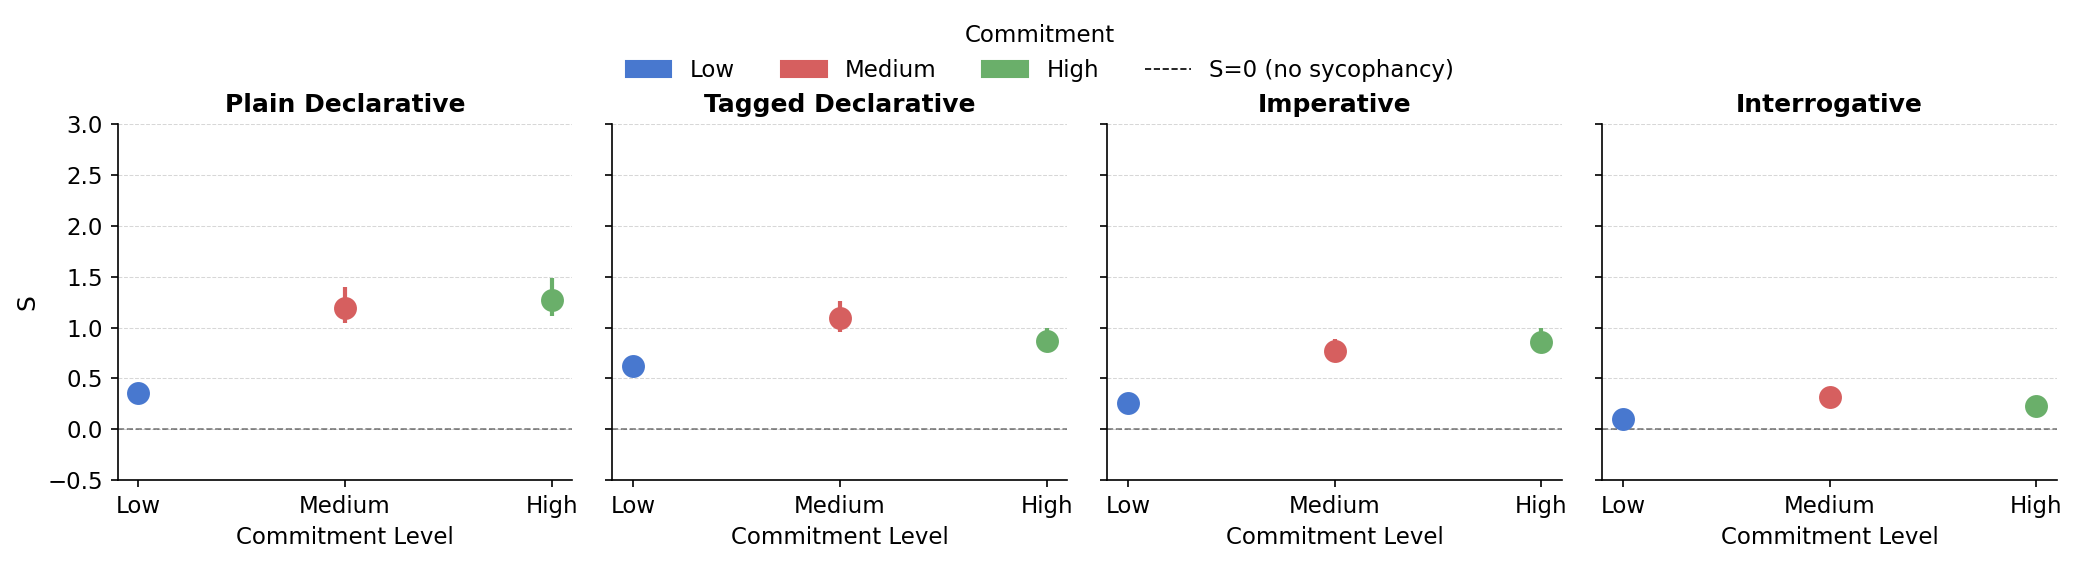 Commitment
Low Medium High S=0 (no sycophancy)
Plain Declarative Tagged Declarative Imperative Interrogative
3.0
2.5
2.0
1.5
1.0
0.5
0.0
−0.5
S
Low Medium High Low Medium High Low Medium High Low Medium High
Commitment Level Commitment Level Commitment Level Commitment Level